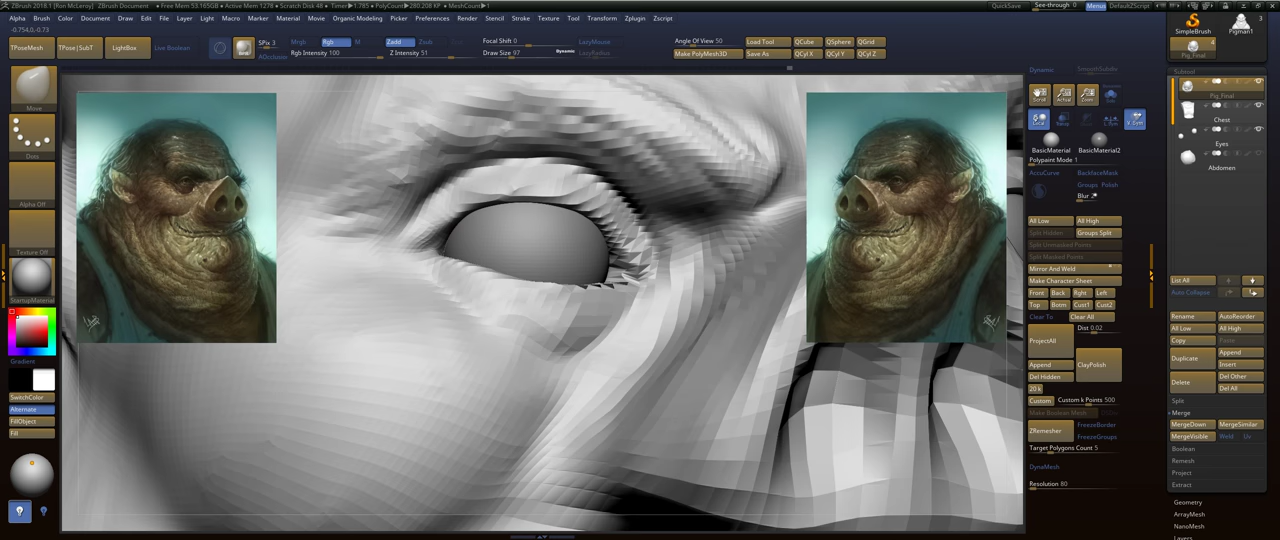 ZBrush 2018.1 [Ron McLeroy]   ZBrush Document   • Free Mem 53.165GB • Active Mem 1278 • Scratch Disk 48 • Timer▶1.785 • PolyCount▶280.208 KP • MeshCount▶1
QuickSave See-through 0 Menus DefaultZScript
Alpha Brush Color Document Draw Edit File Layer Light Macro Marker Material Movie Organic Modeling Picker Preferences Render Stencil Stroke Texture Tool Transform Zplugin Zscript
-0.754,0,-0.73
TPoseMesh TPose|SubT LightBox Live Boolean
SPix 3
AOcclusion
Mrgb Rgb M Zadd Zsub
Rgb Intensity 100 Z Intensity 51
Focal Shift 0
Draw Size 97 Dynamic
LazyMouse
LazyRadius
Angle Of View 50 Load Tool QCube QSphere QGrid
Make PolyMesh3D Save As QCyl X QCyl Y QCyl Z
Move
Dots
Alpha Off
Texture Off
StartupMaterial
Gradient
SwitchColor
Alternate
FillObject
Fill
Dynamic SmoothSubdiv
Scroll Actual Zoom
Local
BasicMaterial BasicMaterial2
Polypaint Mode 1
AccuCurve BackfaceMask
Groups Polish
Blur 2
All Low All High
Split Hidden Groups Split
Split Unmasked Points
Split Masked Points
Mirror And Weld
Make Character Sheet
Front Back Rght Left
Top Botm Cust1 Cust2
Clear To Clear All
Dist 0.02
ProjectAll
Append
Del Hidden
ClayPolish
20 k
Custom Custom k Points 500
Make Boolean Mesh
ZRemesher
FreezeBorder
FreezeGroups
Target Polygons Count 5
DynaMesh
Resolution 80
SimpleBrush
3
Pigman1
4
Pig_Final
Subtool
Pig_Final
Chest
Eyes
Abdomen
List All
Auto Collapse
Rename AutoReorder
All Low All High
Copy Paste
Duplicate
Append
Insert
Delete
Del Other
Del All
Split
Merge
MergeDown MergeSimilar
MergeVisible Weld Uv
Boolean
Remesh
Project
Extract
Geometry
ArrayMesh
NanoMesh
Layers